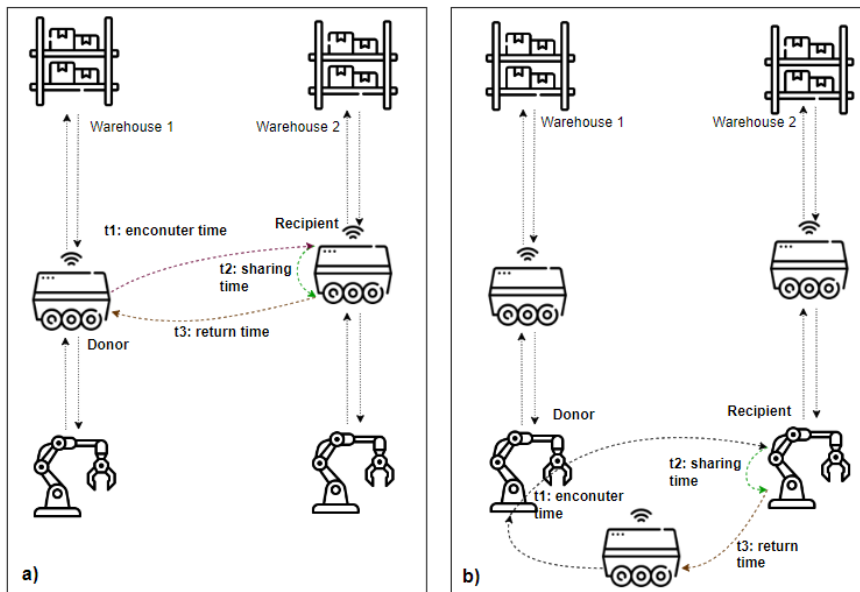 Warehouse 1
Warehouse 2
Recipient
t1: enconuter time
t2: sharing
time
t3: return time
Donor
a)
Warehouse 1
Warehouse 2
Donor
Recipient
t2: sharing
time
t1: enconuter
time
t3: return
time
b)